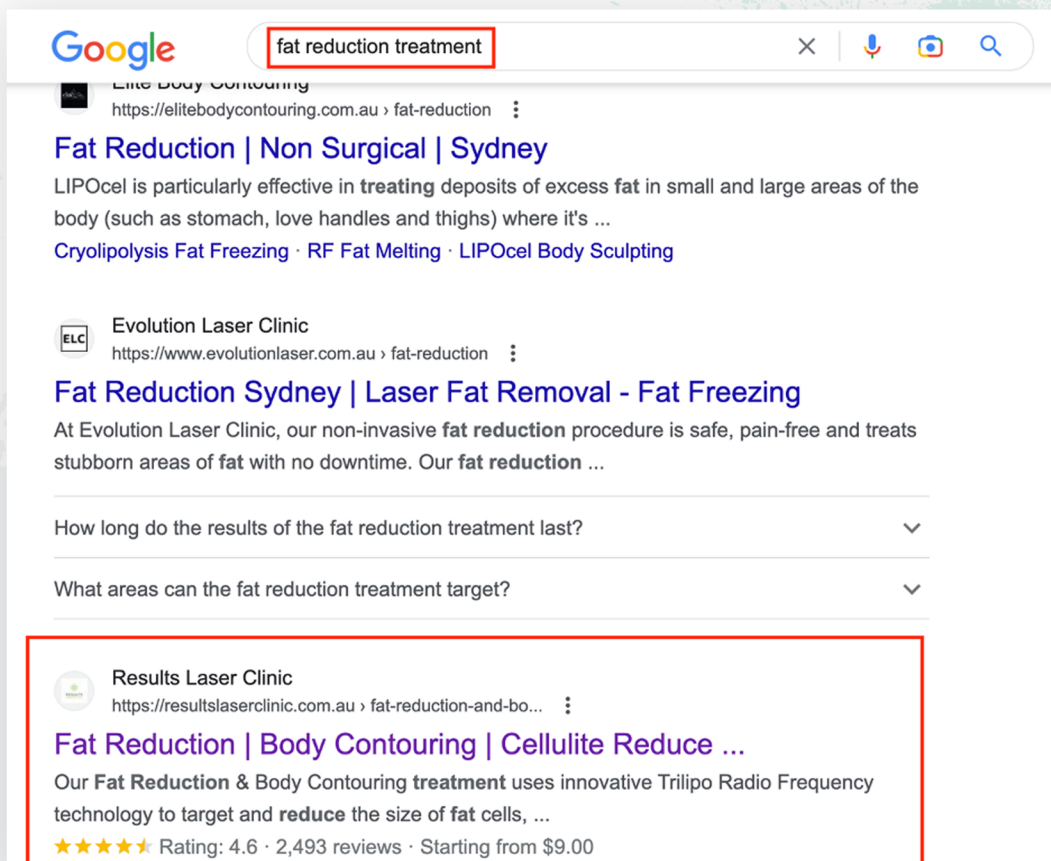 Google
fat reduction treatment
Elite Body Contouring
https://elitebodycontouring.com.au › fat-reduction
Fat Reduction | Non Surgical | Sydney
LIPOcel is particularly effective in treating deposits of excess fat in small and large areas of the
body (such as stomach, love handles and thighs) where it's ...
Cryolipolysis Fat Freezing · RF Fat Melting · LIPOcel Body Sculpting
ELC
Evolution Laser Clinic
https://www.evolutionlaser.com.au › fat-reduction
Fat Reduction Sydney | Laser Fat Removal - Fat Freezing
At Evolution Laser Clinic, our non-invasive fat reduction procedure is safe, pain-free and treats
stubborn areas of fat with no downtime. Our fat reduction ...
How long do the results of the fat reduction treatment last?
What areas can the fat reduction treatment target?
Results Laser Clinic
https://resultslaserclinic.com.au › fat-reduction-and-bo...
Fat Reduction | Body Contouring | Cellulite Reduce ...
Our Fat Reduction & Body Contouring treatment uses innovative Trilipo Radio Frequency
technology to target and reduce the size of fat cells, ...
Rating: 4.6 · 2,493 reviews · Starting from $9.00